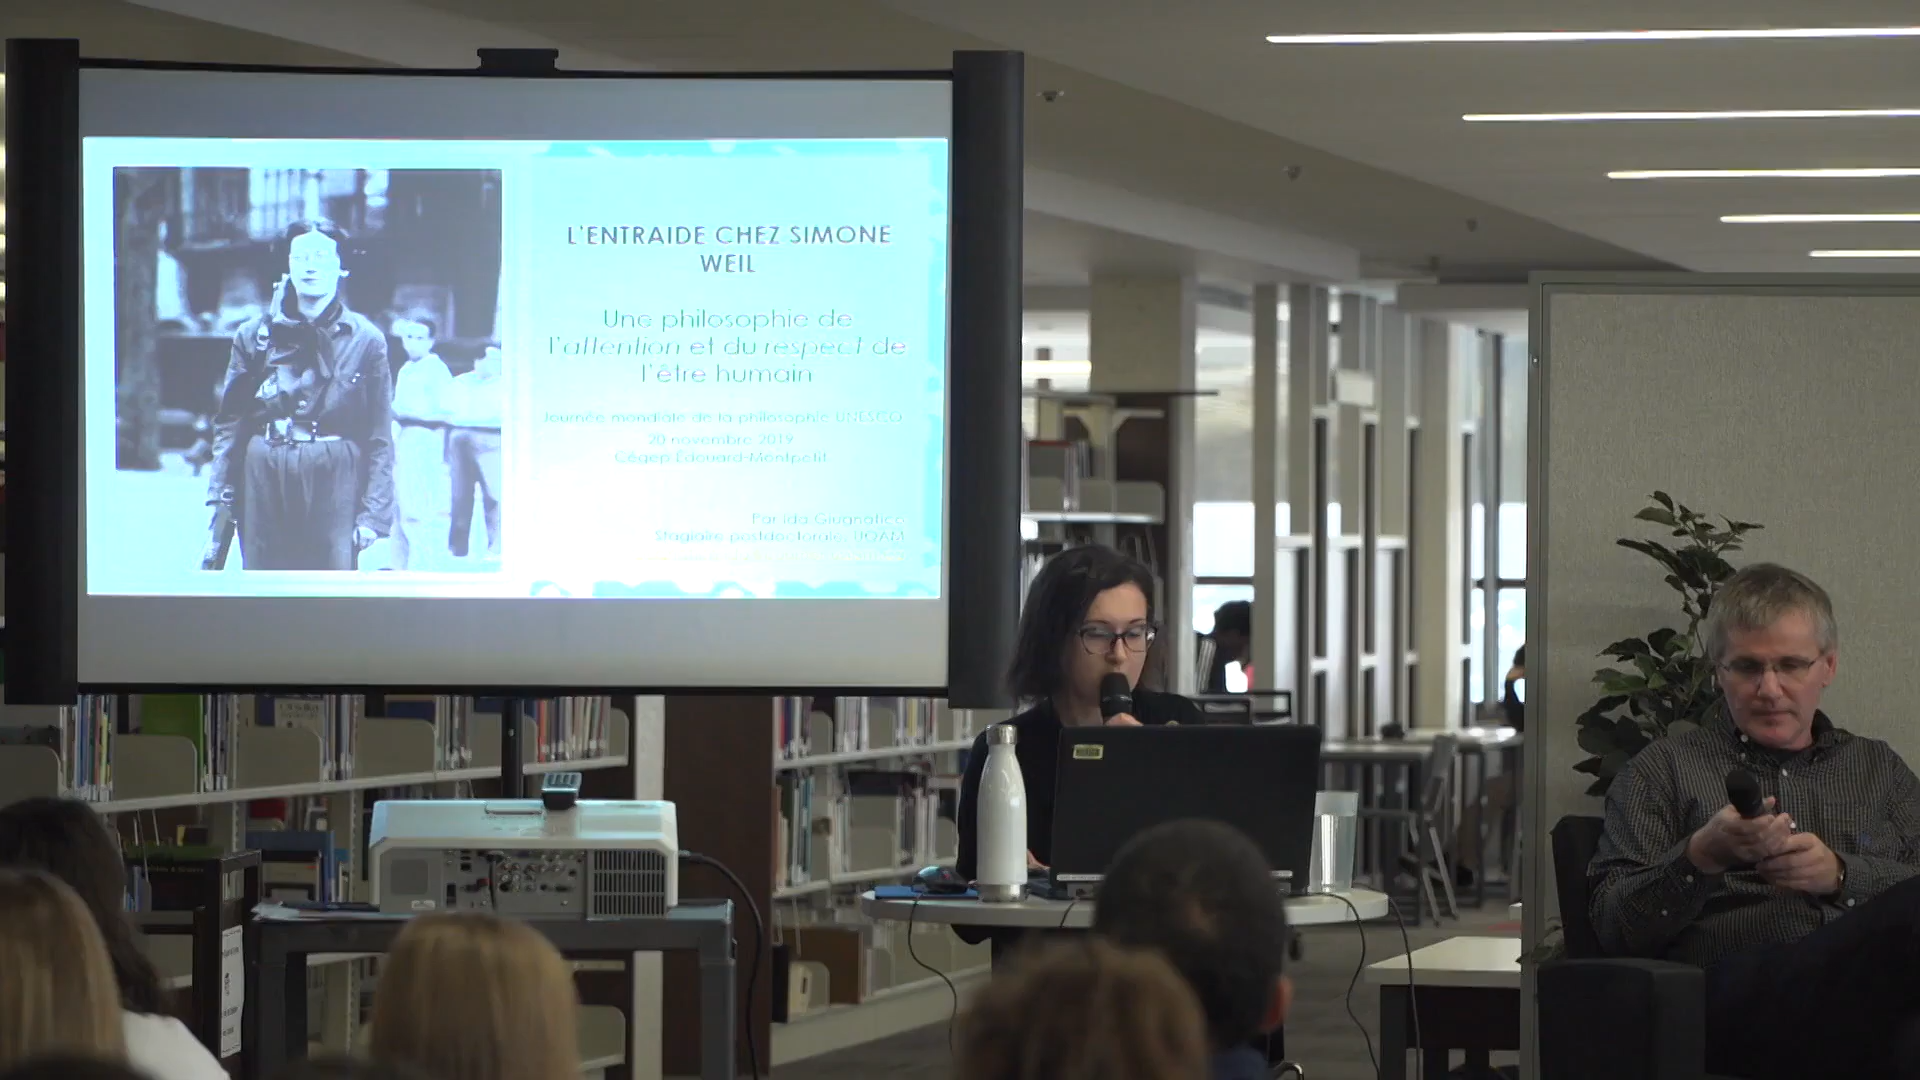 L'ENTRAIDE CHEZ SIMONE
WEIL
Une philosophie de
l'attention et du respect de
l'être humain
Journée mondiale de la philosophie UNESCO
20 novembre 2019
Cégep Édouard-Montpetit
Par Ida Giugnatico
Stagiaire postdoctorale, UQAM